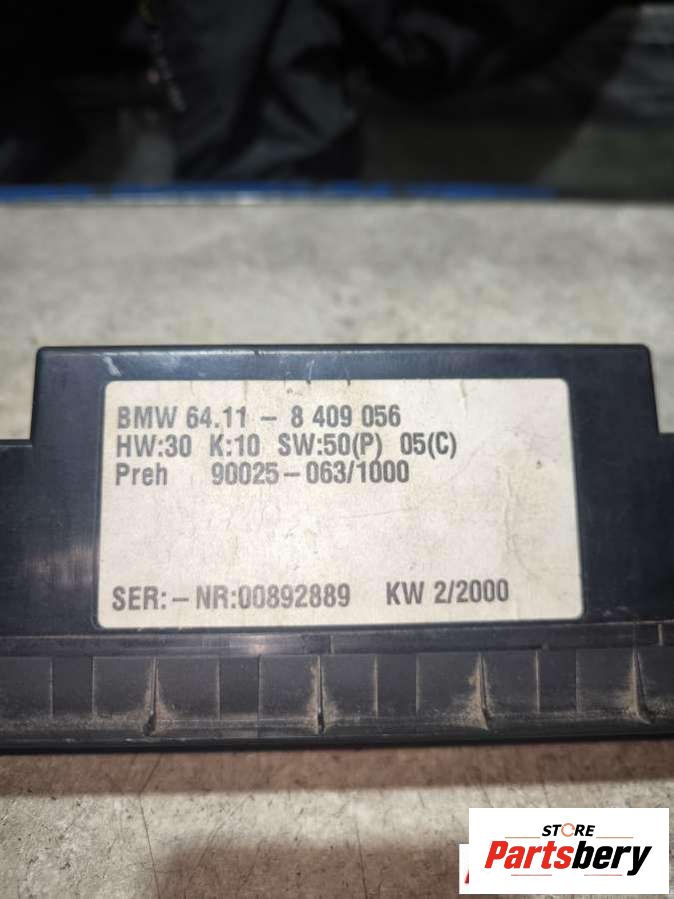 BMW 64.11 - 8 409 056
HW:30 K:10 SW:50(P) 05(C)
Preh 90025-063/1000
SER:-NR:00892889 KW 2/2000
STORE
Partsbery